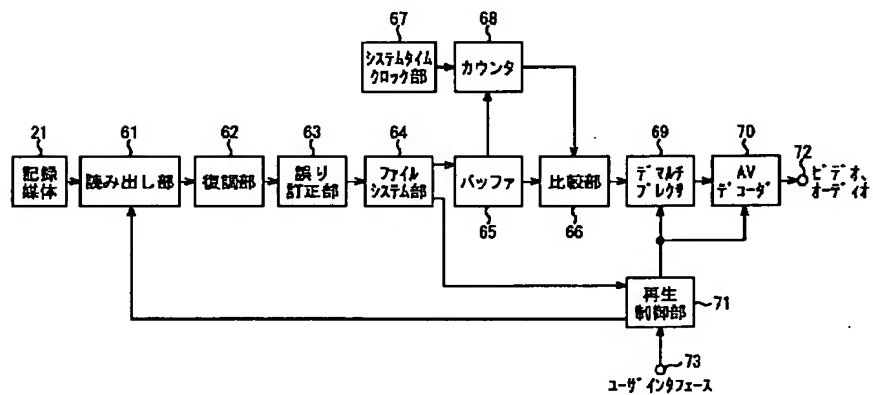 67
68
システムタイム
クロック部
カウンタ
21
61
62
63
64
69
70
72
記録
媒体
読み出し部
復調部
誤り
訂正部
ファイル
システム部
バッファ
比較部
デマルチ
プレクサ
AV
デコーダ
ビデオ、
オーディオ
65
66
再生
制御部
71
73
ユーザインタフェース